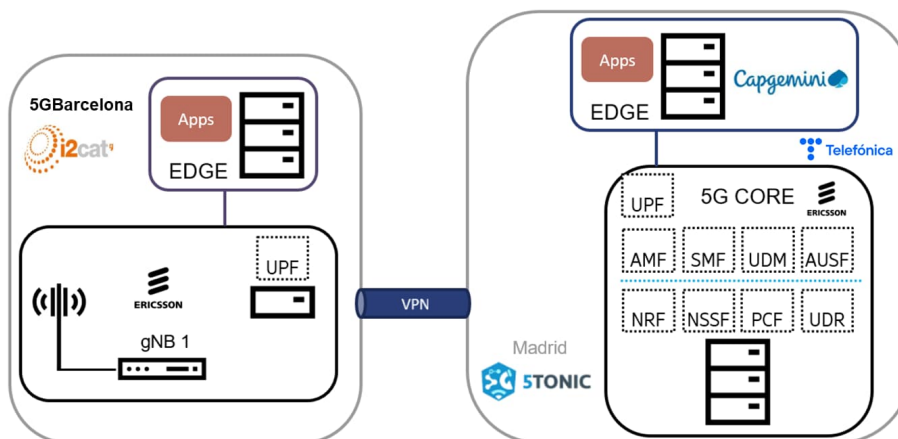 5GBarcelona
i2cat
Apps
EDGE
UPF
ERICSSON
gNB 1
VPN
Apps
EDGE
Capgemini
Telefónica
UPF
5G CORE
ERICSSON
AMF SMF UDM AUSF
NRF NSSF PCF UDR
Madrid
5TONIC